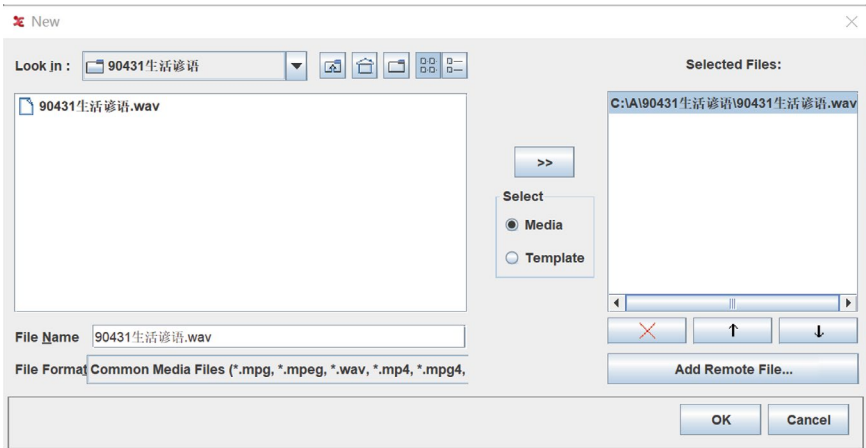 New
Look in :
90431生活谚语
Selected Files:
90431生活谚语.wav
C:\A\90431生活谚语\90431生活谚语.wav
>>
Select
Media
Template
File Name
90431生活谚语.wav
File Format
Common Media Files (*.mpg, *.mpeg, *.wav, *.mp4, *.mpg4,
Add Remote File...
OK
Cancel